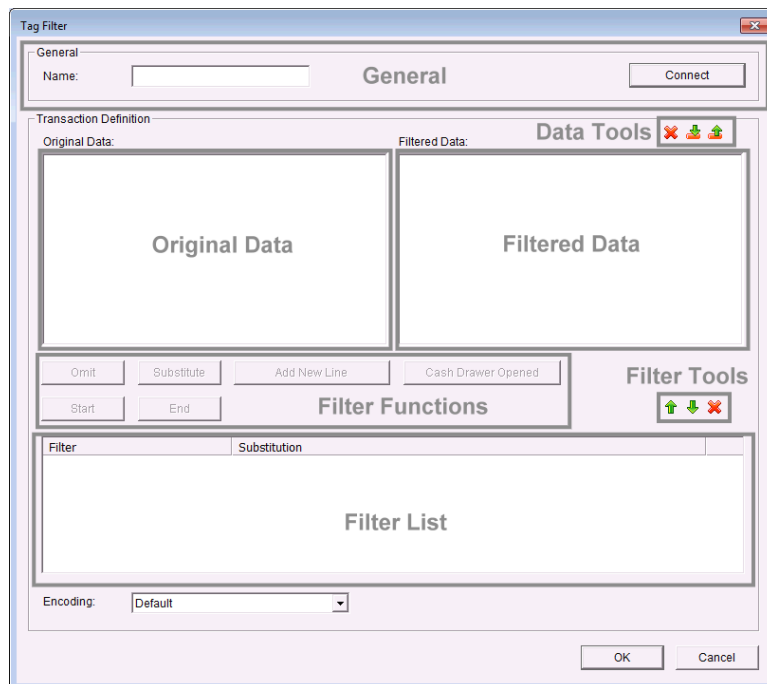 Tag Filter
General
Name: General Connect
Transaction Definition
Original Data: Filtered Data: Data Tools
Original Data Filtered Data
Omit Substitute Add New Line Cash Drawer Opened Filter Tools
Start End Filter Functions
Filter Substitution
Filter List
Encoding: Default
OK Cancel